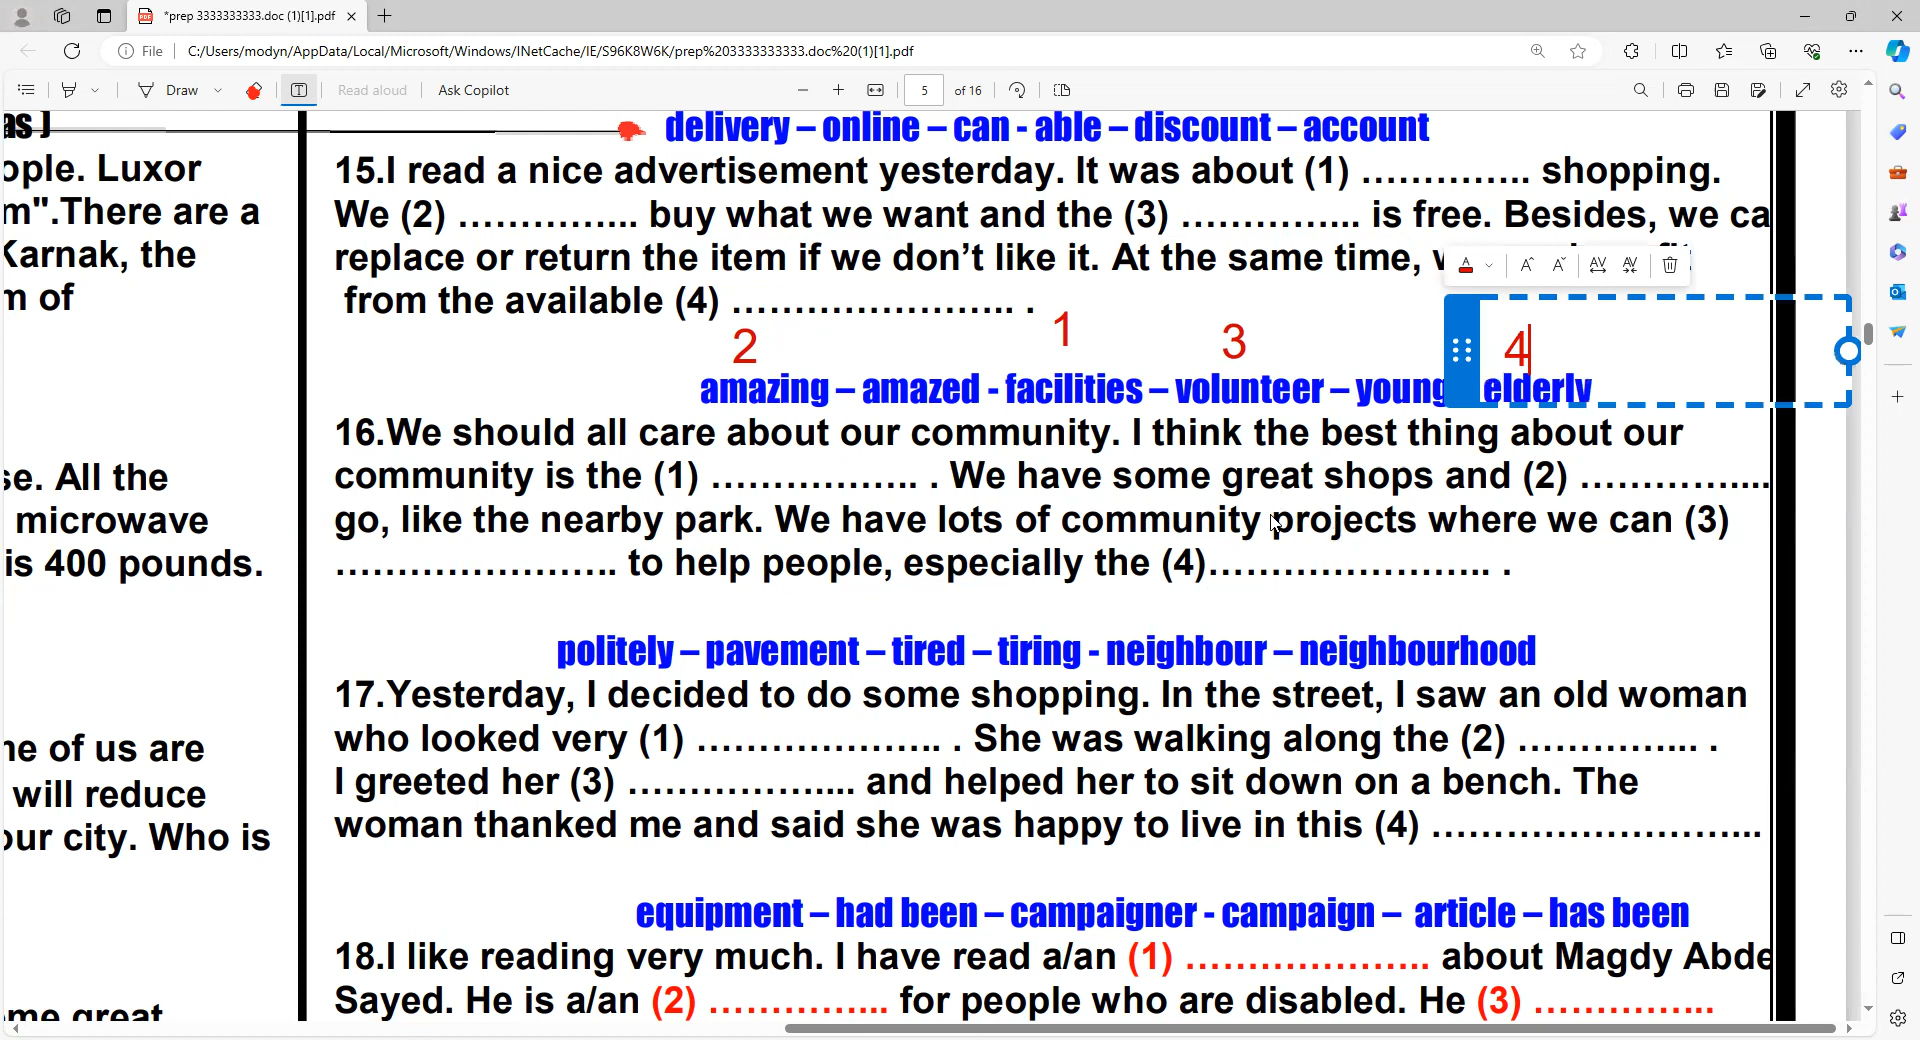 *prep 3333333333.doc (1)[1].pdf
File
C:/Users/modyn/AppData/Local/Microsoft/Windows/INetCache/IE/S96K8W6K/prep%203333333333.doc%20(1)[1].pdf
Draw
Read aloud
Ask Copilot
5 of 16
as )
ople. Luxor
m".There are a
Karnak, the
m of
se. All the
microwave
is 400 pounds.
ne of us are
will reduce
our city. Who is
me great
delivery – online – can - able – discount – account
15.I read a nice advertisement yesterday. It was about (1) ………….. shopping.
We (2) …………... buy what we want and the (3) …………... is free. Besides, we ca
replace or return the item if we don't like it. At the same time,
from the available (4) ………………….. .
2 1 3 4
amazing – amazed - facilities – volunteer – young elderly
16.We should all care about our community. I think the best thing about our
community is the (1) …………….. . We have some great shops and (2) …………....
go, like the nearby park. We have lots of community projects where we can (3)
………………….. to help people, especially the (4)………………….. .
politely – pavement – tired – tiring - neighbour – neighbourhood
17.Yesterday, I decided to do some shopping. In the street, I saw an old woman
who looked very (1) ……………….. . She was walking along the (2) …………... .
I greeted her (3) …………….... and helped her to sit down on a bench. The
woman thanked me and said she was happy to live in this (4) ……………………...
equipment – had been – campaigner - campaign – article – has been
18.I like reading very much. I have read a/an (1) ……………….. about Magdy Abde
Sayed. He is a/an (2) …………... for people who are disabled. He (3) …………...